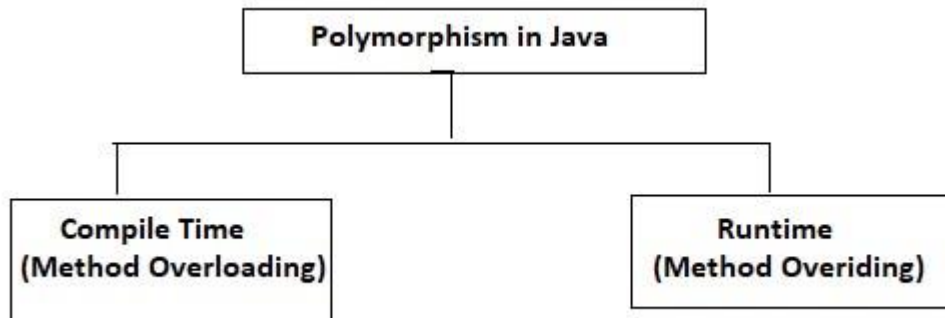 Polymorphism in Java
Compile Time
(Method Overloading)
Runtime
(Method Overiding)